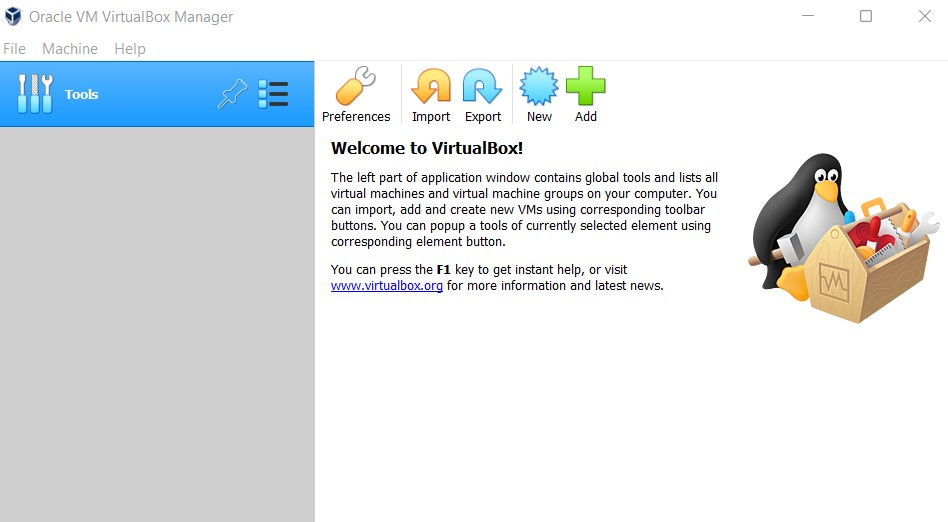 Oracle VM VirtualBox Manager
File Machine Help
Tools
Preferences Import Export New Add
Welcome to VirtualBox!
The left part of application window contains global tools and lists all
virtual machines and virtual machine groups on your computer. You
can import, add and create new VMs using corresponding toolbar
buttons. You can popup a tools of currently selected element using
corresponding element button.
You can press the F1 key to get instant help, or visit
www.virtualbox.org for more information and latest news.